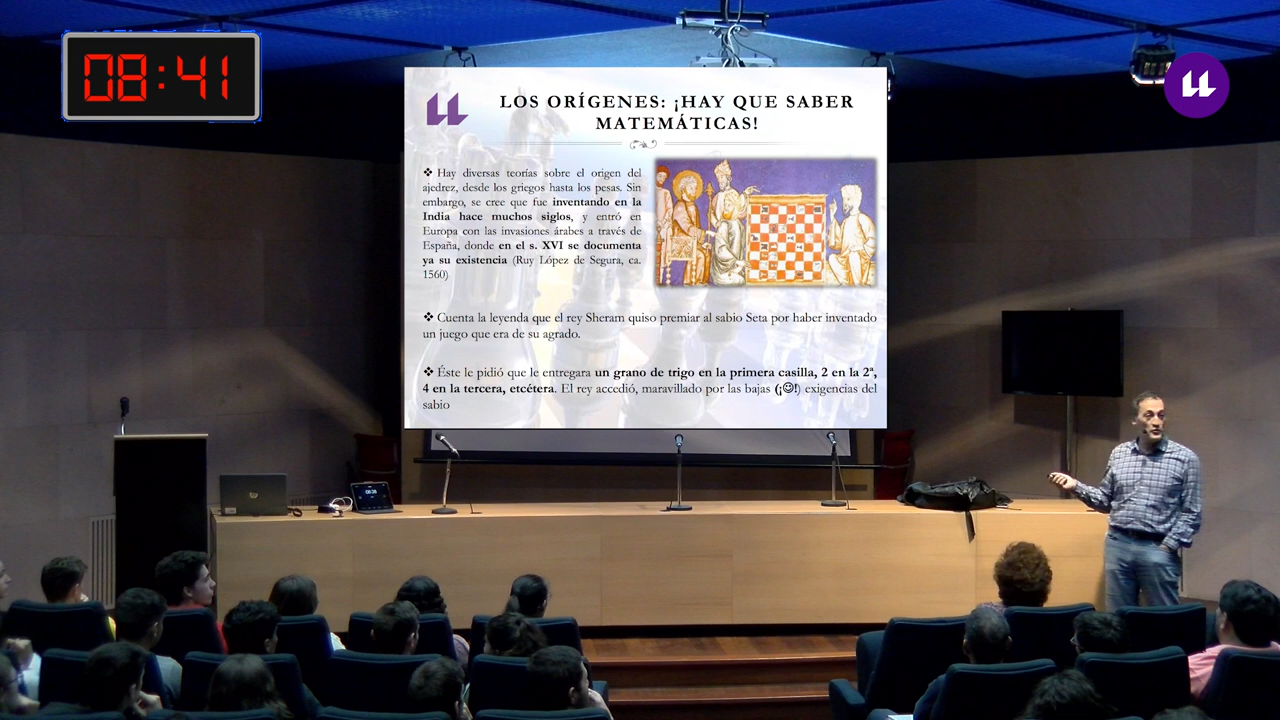 08:41
LOS ORÍGENES: ¡HAY QUE SABER
MATEMÁTICAS!
❖ Hay diversas teorías sobre el origen del
ajedrez, desde los griegos hasta los pesas. Sin
embargo, se cree que fue inventando en la
India hace muchos siglos, y entró en
Europa con las invasiones árabes a través de
España, donde en el s. XVI se documenta
ya su existencia (Ruy López de Segura, ca.
1560)
❖ Cuenta la leyenda que el rey Sheram quiso premiar al sabio Seta por haber inventado
un juego que era de su agrado.
❖ Éste le pidió que le entregara un grano de trigo en la primera casilla, 2 en la 2ª,
4 en la tercera, etcétera. El rey accedió, maravillado por las bajas (¡☺!) exigencias del
sabio